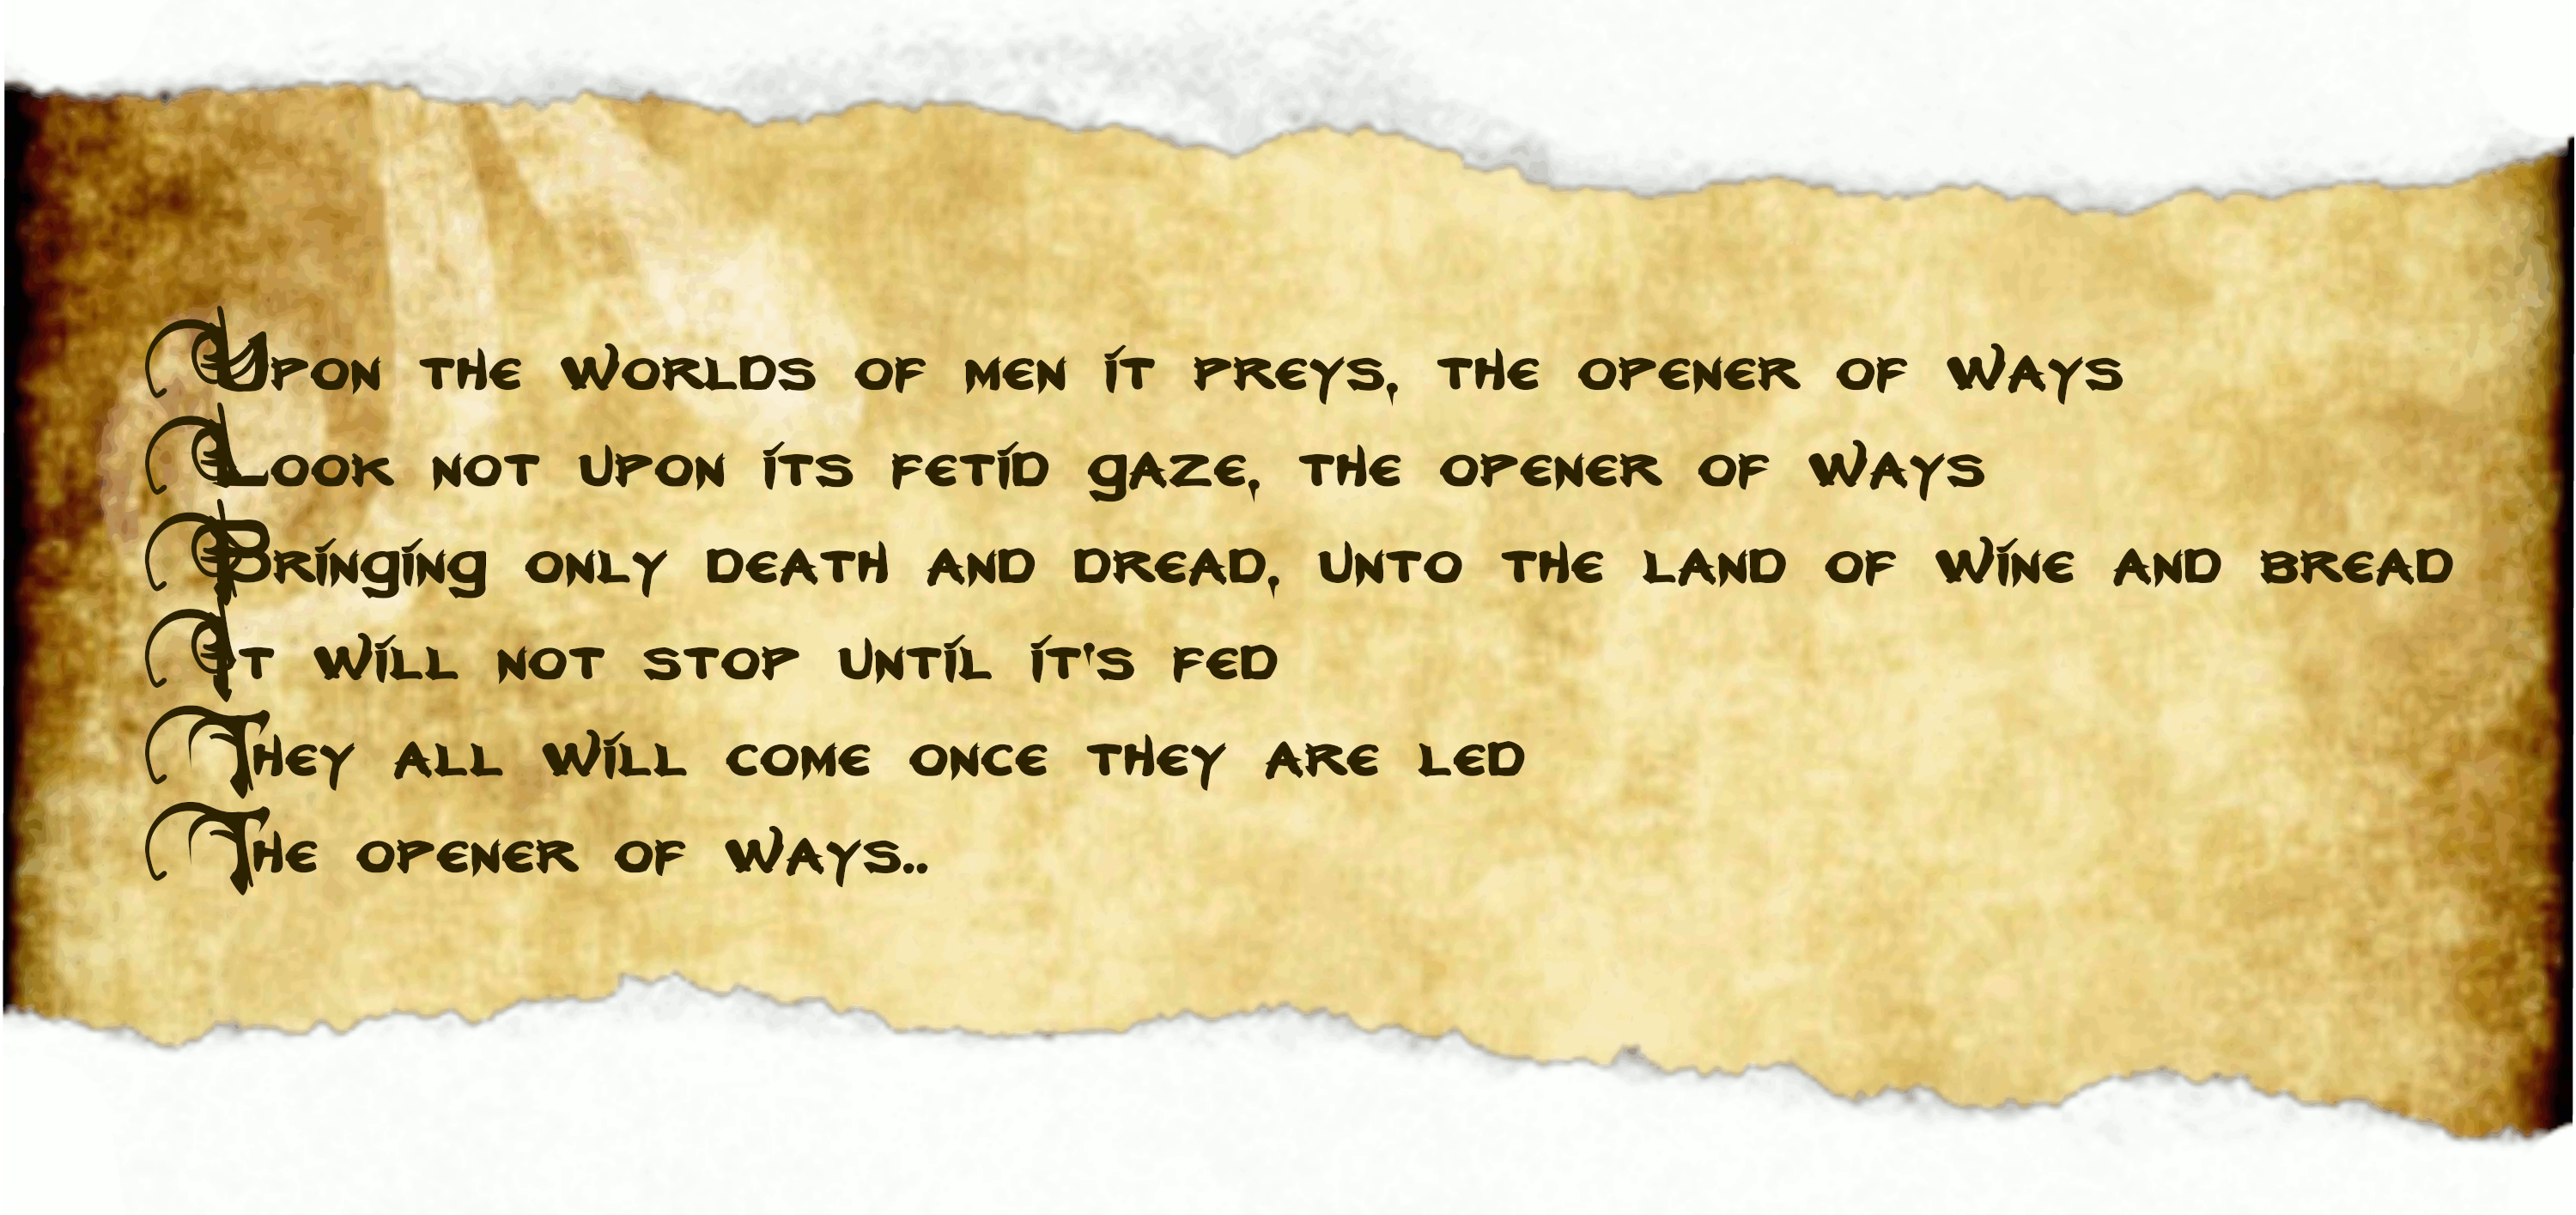 Upon the worlds of men it preys, the opener of ways
Look not upon its fetid gaze, the opener of ways
Bringing only death and dread, unto the land of wine and bread
It will not stop until it's fed
They all will come once they are led
The opener of ways..